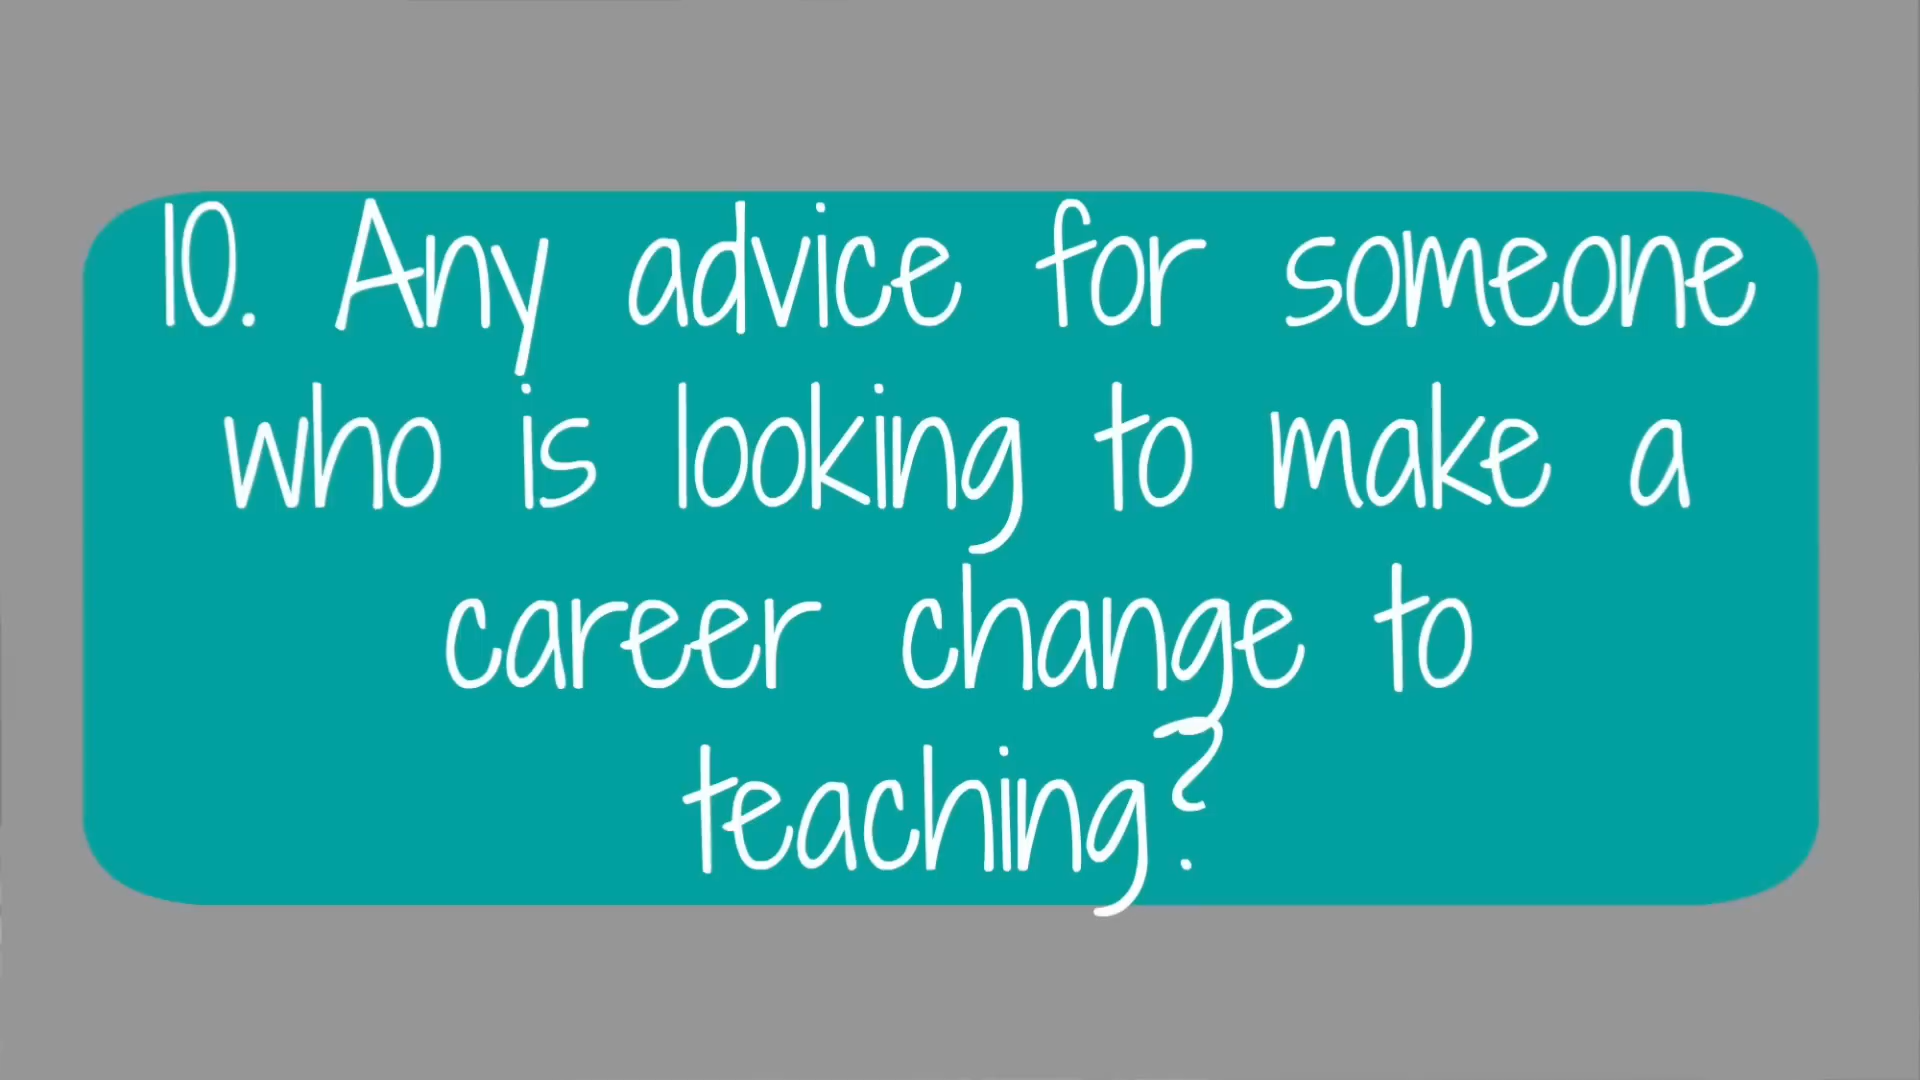 10. Any advice for someone
who is looking to make a
career change to
teaching?